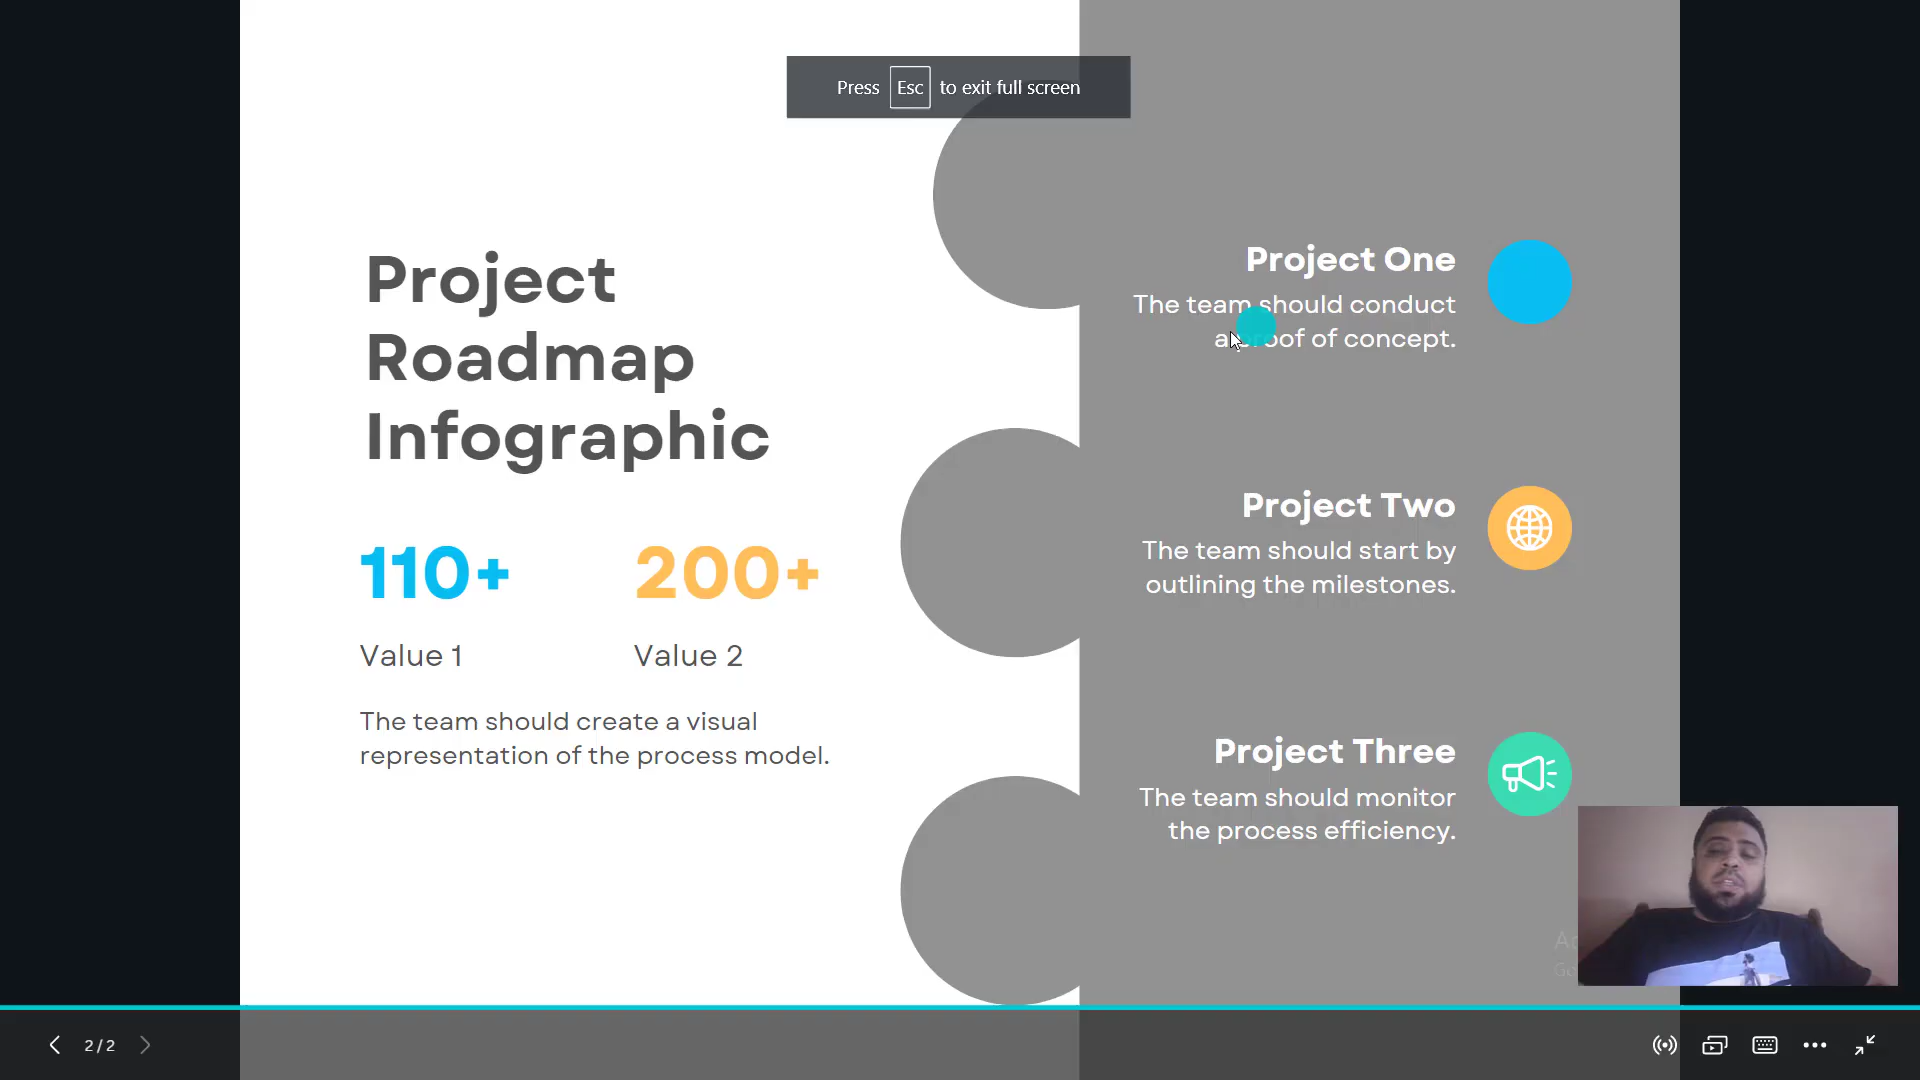 Press Esc to exit full screen
Project
Roadmap
Infographic
110+
200+
Value 1
Value 2
The team should create a visual
representation of the process model.
Project One
The team should conduct
a proof of concept.
Project Two
The team should start by
outlining the milestones.
Project Three
The team should monitor
the process efficiency.
2/2